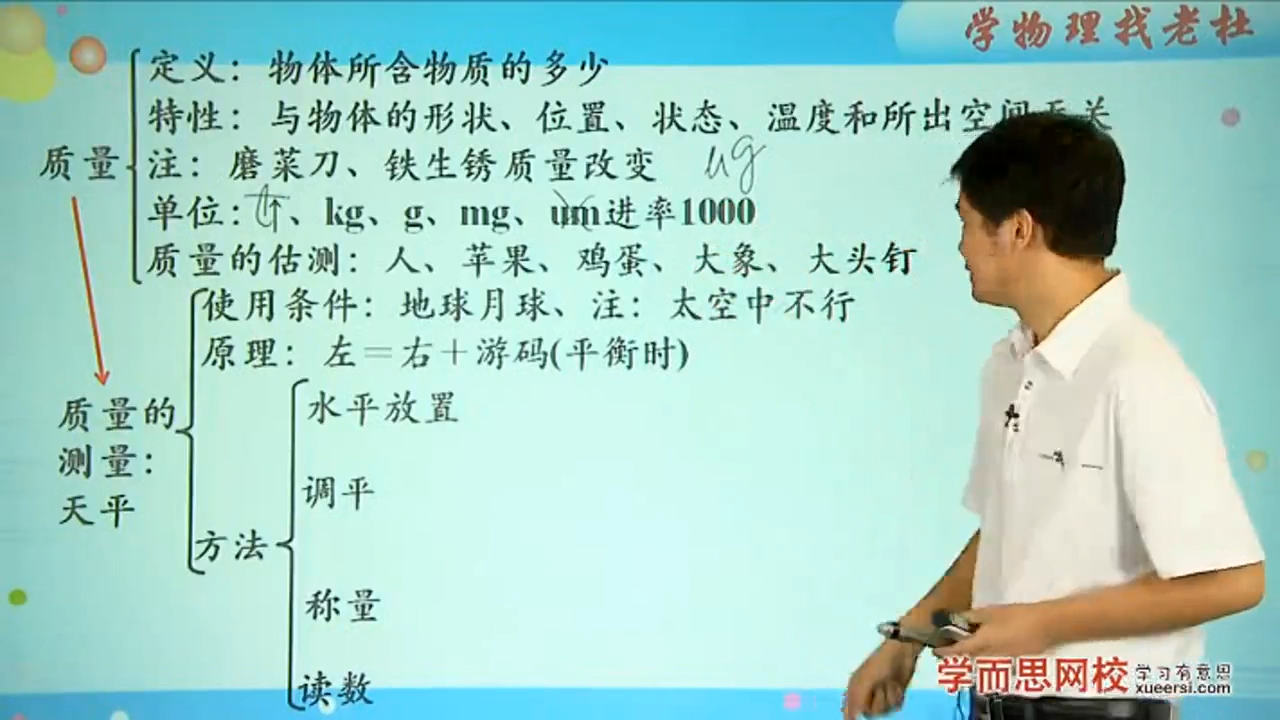 学物理找老杜
定义：物体所含物质的多少
特性：与物体的形状、位置、状态、温度和所出空间无关
质量
注：磨菜刀、铁生锈质量改变 ug
单位：t、kg、g、mg、um进率1000
质量的估测：人、苹果、鸡蛋、大象、大头钉
使用条件：地球月球、注：太空中不行
原理：左＝右＋游码(平衡时)
质量的
测量：
天平
方法
水平放置
调平
称量
读数
学而思网校 学习有意思
xueersi.com